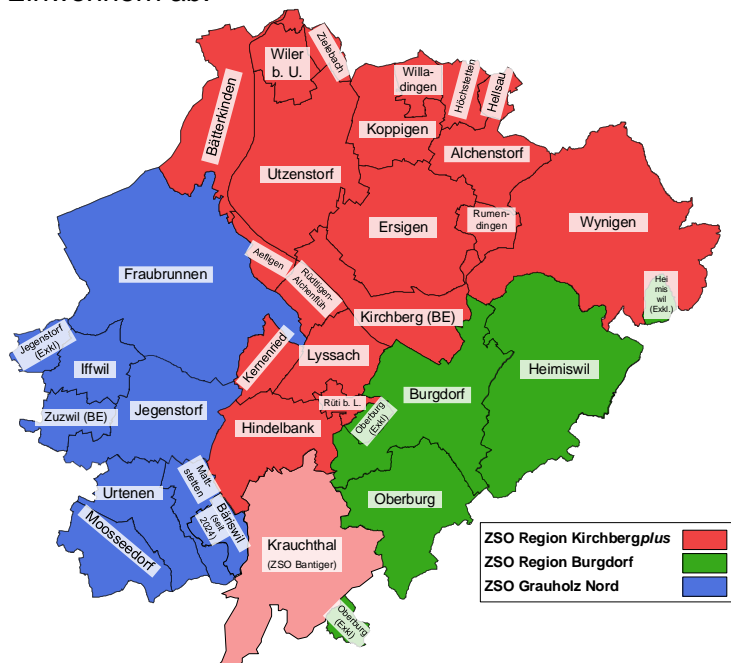 Einwohnern ab.
Wiler
b. U.
Zielebach
Willa-
dingen
Höchstetten
Hellsau
Bätterkinden
Koppigen
Alchenstorf
Utzenstorf
Ersigen
Rumen-
dingen
Wynigen
Fraubrunnen
Aefligen
Rüdtligen-
Alchenflüh
Hei
mis
wil
(Exkl.)
Kirchberg (BE)
Jegenstorf
(Exkl)
Iffwil
Kernenried
Lyssach
Heimiswil
Burgdorf
Zuzwil (BE)
Jegenstorf
Rüti b. L.
Oberburg
(Exkl)
Hindelbank
Matt-
stetten
Urtenen
Bäriswil
(seit
2024)
Oberburg
Moosseedorf
Krauchthal
(ZSO Bantiger)
Oberburg
(Exkl)
ZSO Region Kirchbergplus
ZSO Region Burgdorf
ZSO Grauholz Nord